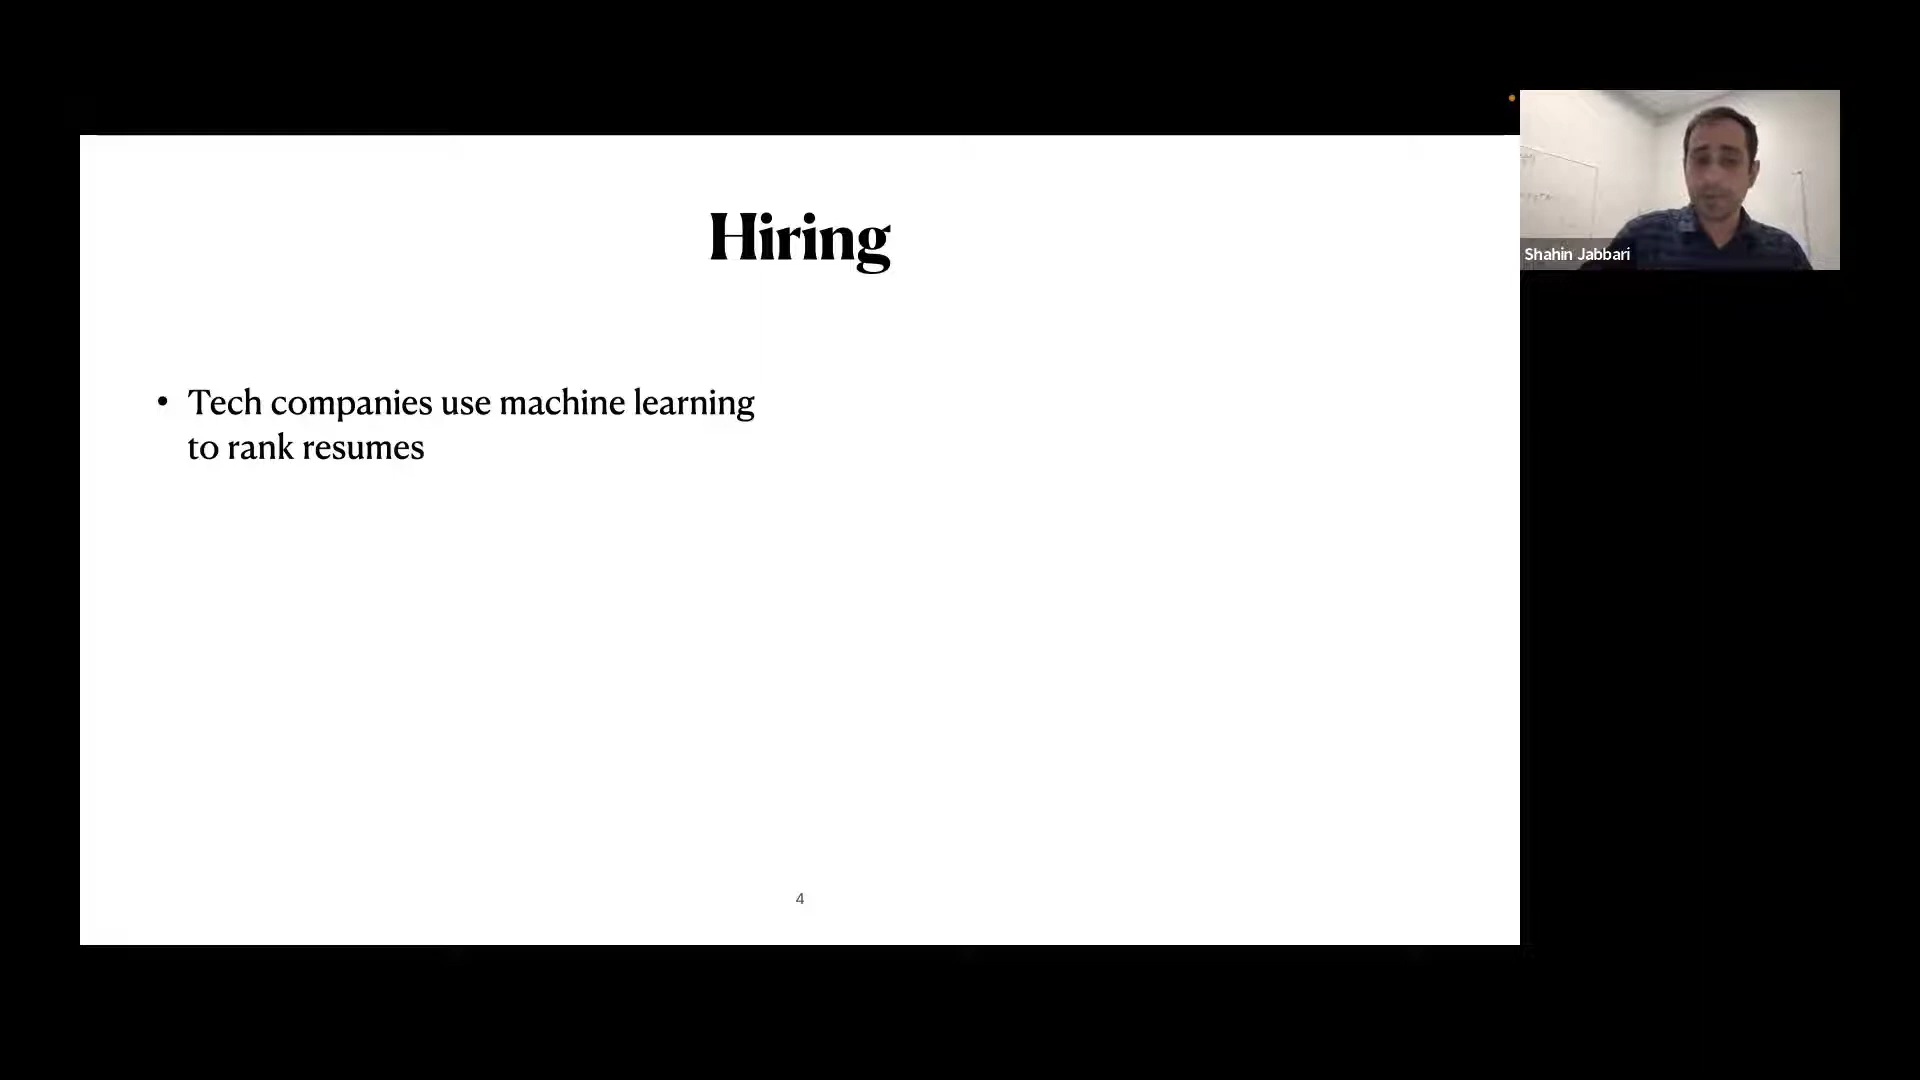 Hiring
• Tech companies use machine learning
to rank resumes
4
Shahin Jabbari